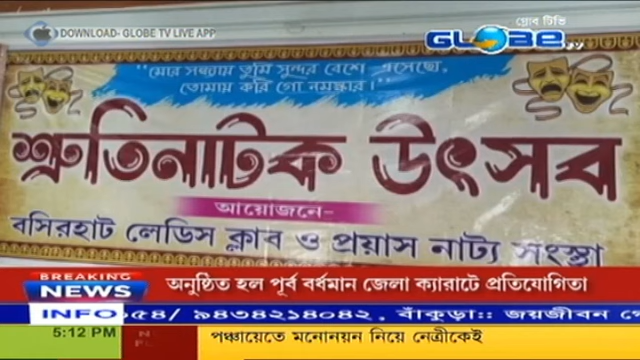 DOWNLOAD- GLOBE TV LIVE APP
গ্লোব টিভি
GLOBE TV
"মোর সন্ধ্যায় তুমি সুন্দর বেশে এসেছো,
তোমায় করি গো নমস্কার।"
শ্রুতিনাটক উৎসব
আয়োজনে-
বসিরহাট লেডিস ক্লাব ও প্রয়াস নাট্য সংস্থা
BREAKING
NEWS
অনুষ্ঠিত হল পূর্ব বর্ধমান জেলা ক্যারাটে প্রতিযোগিতা
INFO
৬৫৪/ ৯৪৩৪২১৪০৪২, বাঁকুড়া:: জয়জীবন
5:12 PM
পঞ্চায়েতে মনোনয়ন নিয়ে নেত্রীকেই